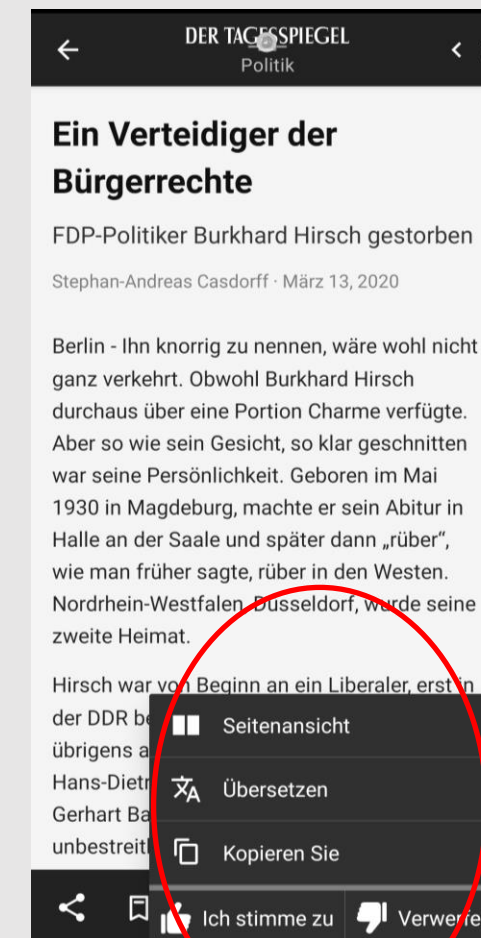 DER TAGESSPIEGEL
Politik
Ein Verteidiger der
Bürgerrechte
FDP-Politiker Burkhard Hirsch gestorben
Stephan-Andreas Casdorff · März 13, 2020
Berlin - Ihn knorrig zu nennen, wäre wohl nicht
ganz verkehrt. Obwohl Burkhard Hirsch
durchaus über eine Portion Charme verfügte.
Aber so wie sein Gesicht, so klar geschnitten
war seine Persönlichkeit. Geboren im Mai
1930 in Magdeburg, machte er sein Abitur in
Halle an der Saale und später dann „rüber“,
wie man früher sagte, rüber in den Westen.
Nordrhein-Westfalen, Düsseldorf, wurde seine
zweite Heimat.
Hirsch war von Beginn an ein Liberaler, erst in
der DDR be
übrigens a
Hans-Dietr
Gerhart Ba
unbestreitl
Seitenansicht
Übersetzen
Kopieren Sie
Ich stimme zu
Verwerfe